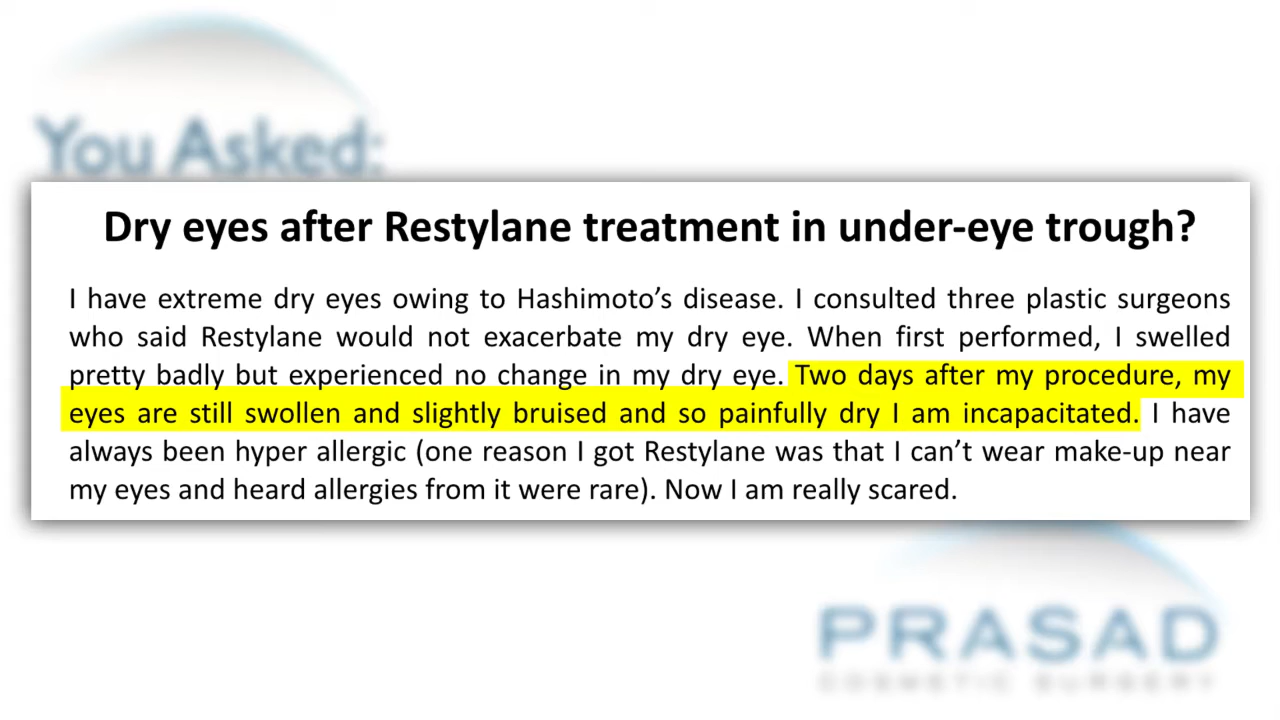 You Asked:
Dry eyes after Restylane treatment in under-eye trough?
I have extreme dry eyes owing to Hashimoto’s disease. I consulted three plastic surgeons
who said Restylane would not exacerbate my dry eye. When first performed, I swelled
pretty badly but experienced no change in my dry eye. Two days after my procedure, my
eyes are still swollen and slightly bruised and so painfully dry I am incapacitated. I have
always been hyper allergic (one reason I got Restylane was that I can’t wear make-up near
my eyes and heard allergies from it were rare). Now I am really scared.
PRASAD
COSMETIC SURGERY